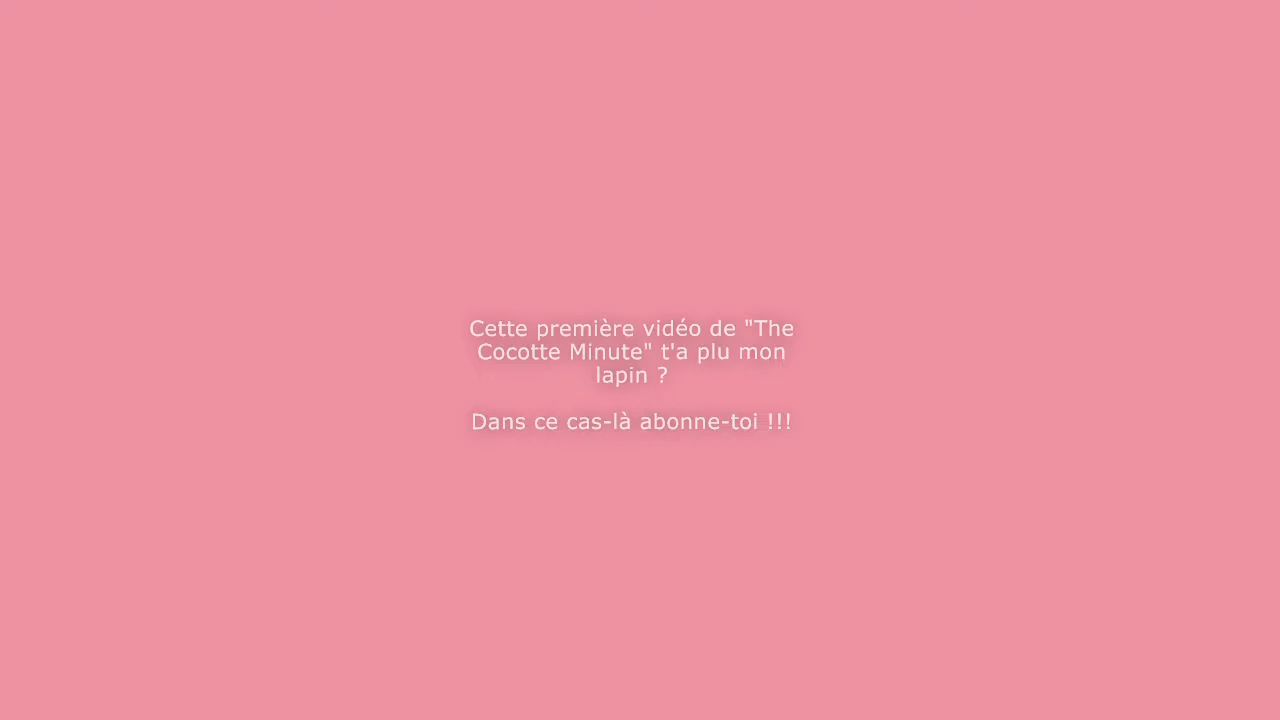 Cette première vidéo de "The
Cocotte Minute" t'a plu mon
lapin ?
Dans ce cas-là abonne-toi !!!